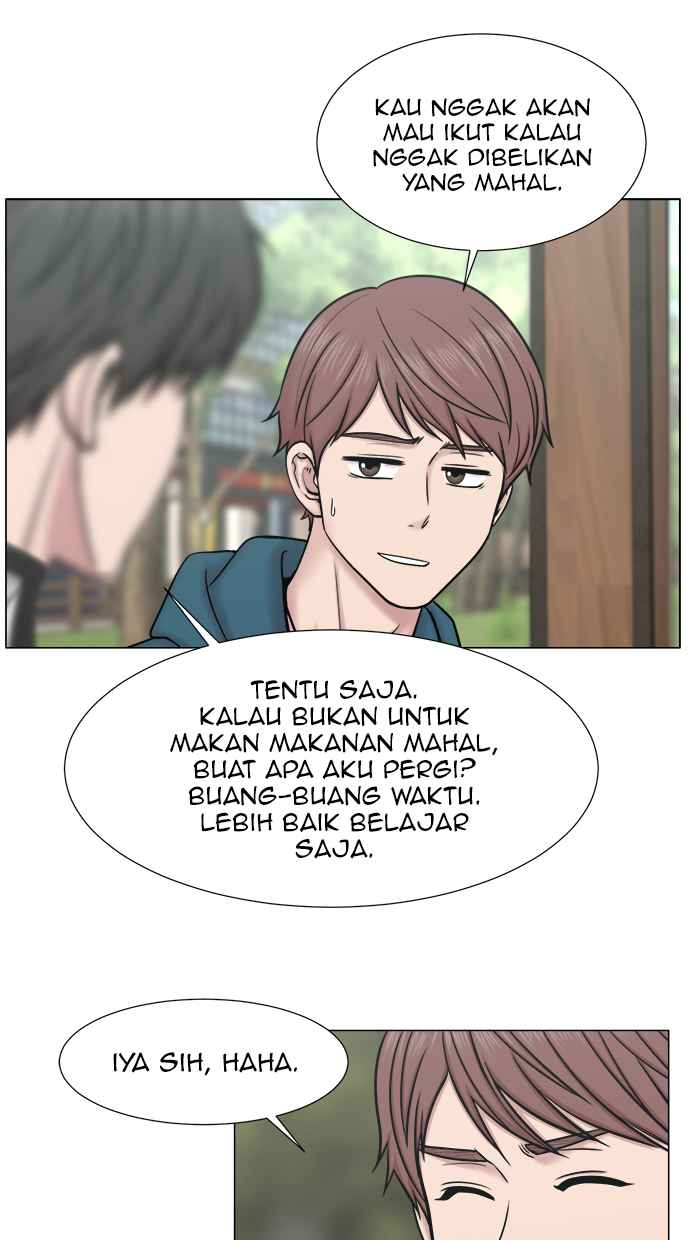 KAU NGGAK AKAN
MAU IKUT KALAU
NGGAK DIBELIKAN
YANG MAHAL.
TENTU SAJA.
KALAU BUKAN UNTUK
MAKAN MAKANAN MAHAL,
BUAT APA AKU PERGI?
BUANG-BUANG WAKTU.
LEBIH BAIK BELAJAR
SAJA.
IYA SIH, HAHA.